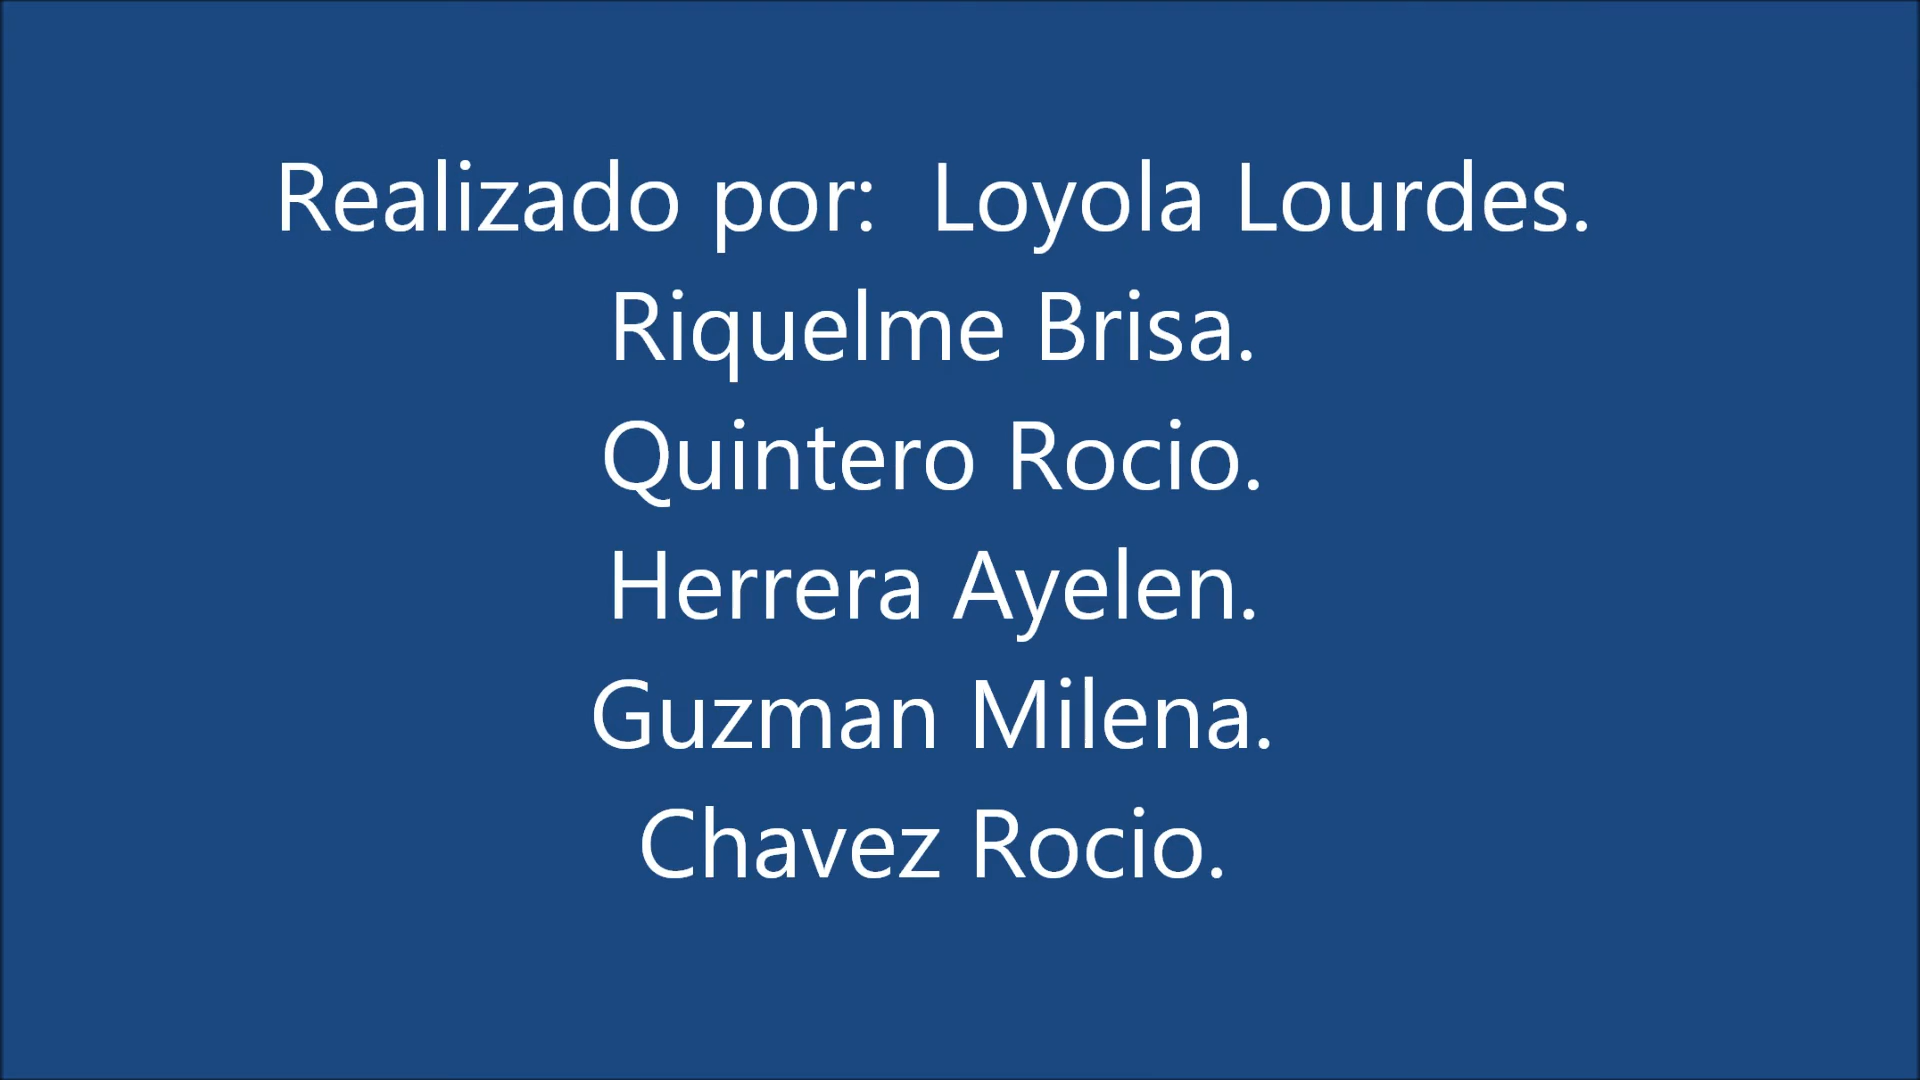 Realizado por:  Loyola Lourdes.
Riquelme Brisa.
Quintero Rocio.
Herrera Ayelen.
Guzman Milena.
Chavez Rocio.